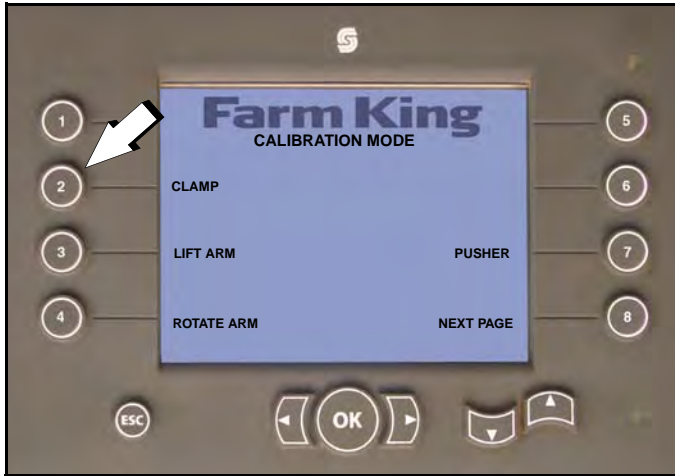 Farm King
CALIBRATION MODE
1
5
2
CLAMP
6
3
LIFT ARM
PUSHER
7
4
ROTATE ARM
NEXT PAGE
8
ESC
OK